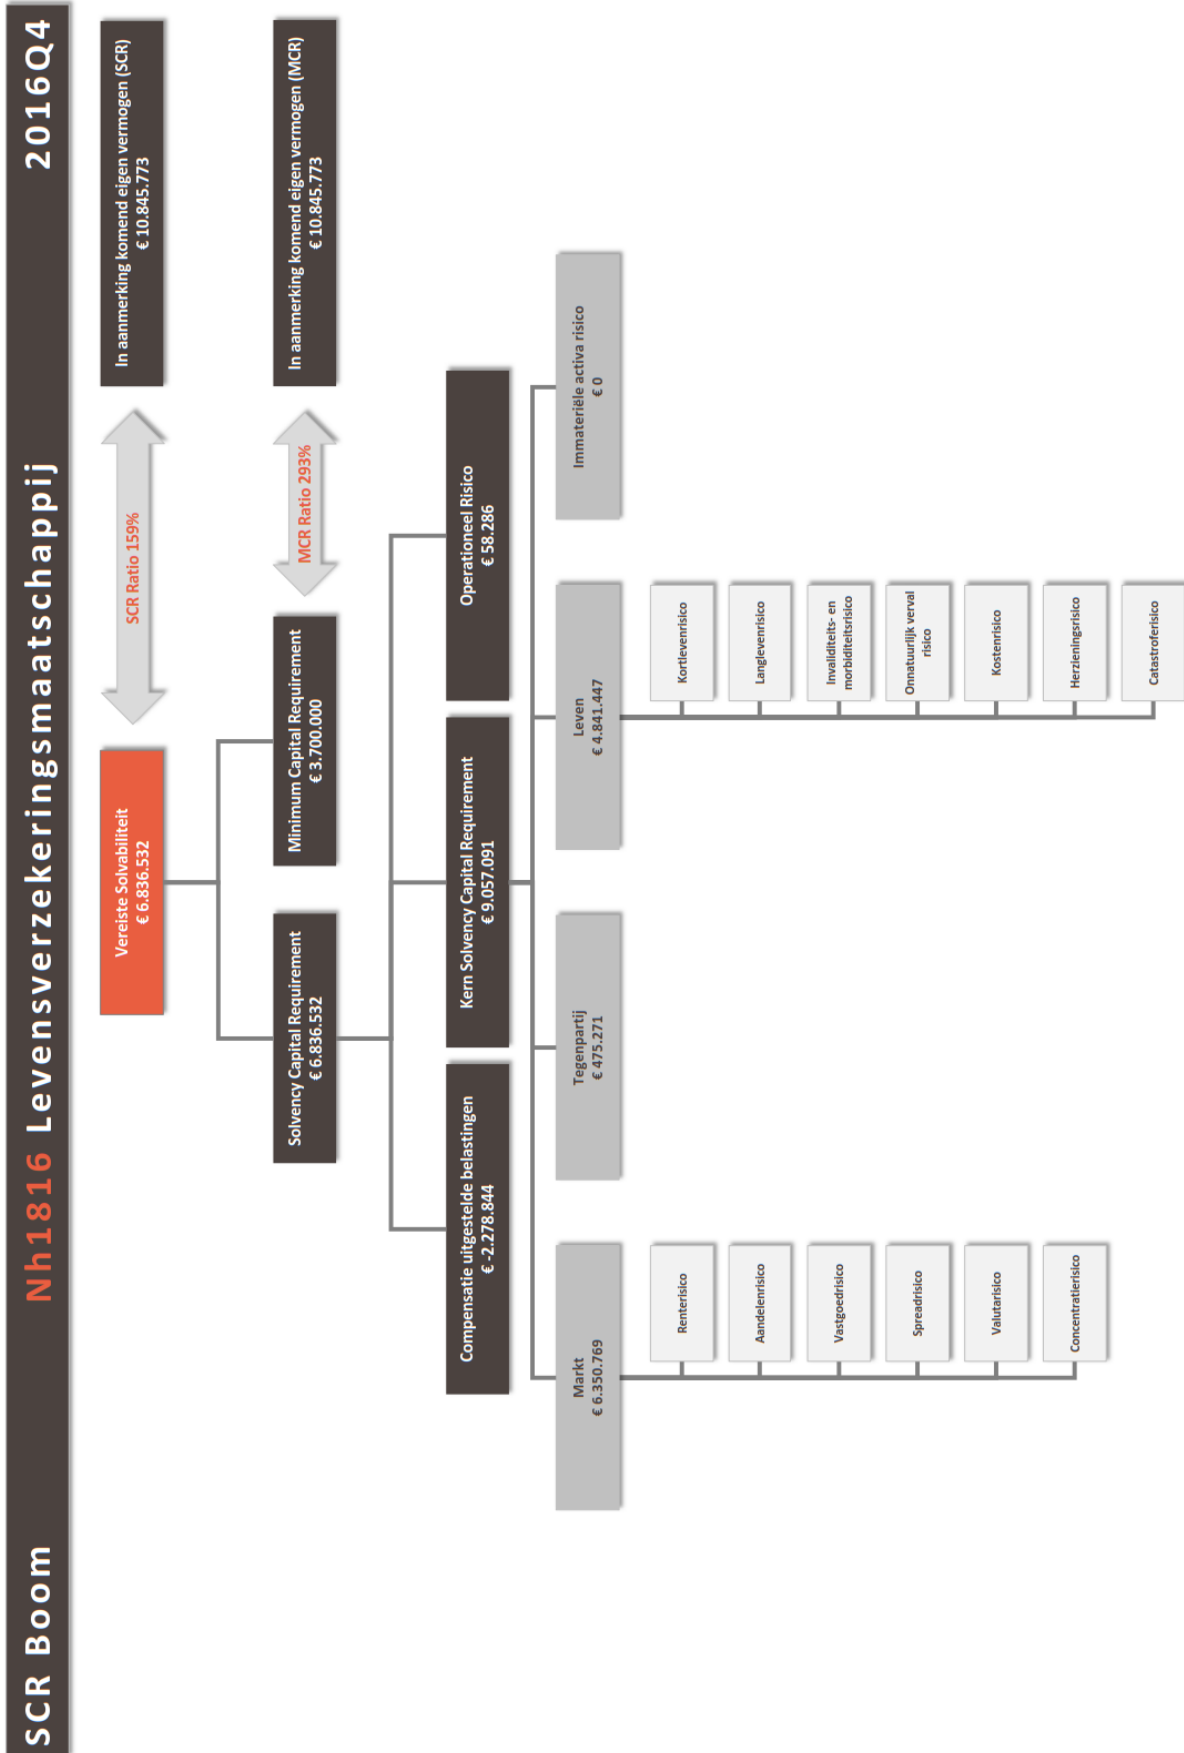 SCR Boom Nh1816 Levensverzekeringsmaatschappij 2016Q4
Vereiste Solvabiliteit
€ 6.836.532
SCR Ratio 159%
In aanmerking komend eigen vermogen (SCR)
€ 10.845.773
Solvency Capital Requirement
€ 6.836.532
Minimum Capital Requirement
€ 3.700.000
MCR Ratio 293%
In aanmerking komend eigen vermogen (MCR)
€ 10.845.773
Compensatie uitgestelde belastingen
€ -2.278.844
Kern Solvency Capital Requirement
€ 9.057.091
Operationeel Risico
€ 58.286
Markt
€ 6.350.769
Tegenpartij
€ 475.271
Leven
€ 4.841.447
Immateriële activa risico
€ 0
Renterisico
Aandelenrisico
Vastgoedrisico
Spreadrisico
Valutarisico
Concentratierisico
Kortlevenrisico
Langlevenrisico
Invaliditeits- en
morbiditeitsrisico
Onnatuurlijk verval
risico
Kostenrisico
Herzieningsrisico
Catastroferisico